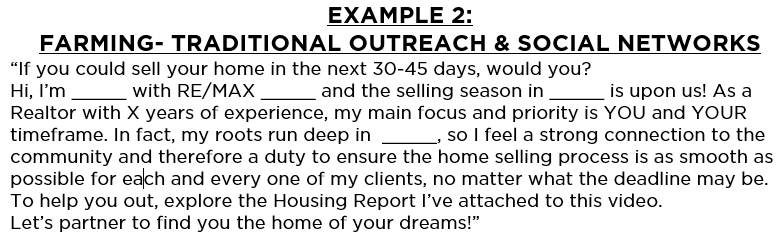 EXAMPLE 2:
FARMING- TRADITIONAL OUTREACH & SOCIAL NETWORKS
“If you could sell your home in the next 30-45 days, would you?
Hi, I’m _____ with RE/MAX _____ and the selling season in _____ is upon us! As a
Realtor with X years of experience, my main focus and priority is YOU and YOUR
timeframe. In fact, my roots run deep in _____, so I feel a strong connection to the
community and therefore a duty to ensure the home selling process is as smooth as
possible for each and every one of my clients, no matter what the deadline may be.
To help you out, explore the Housing Report I’ve attached to this video.
Let’s partner to find you the home of your dreams!”